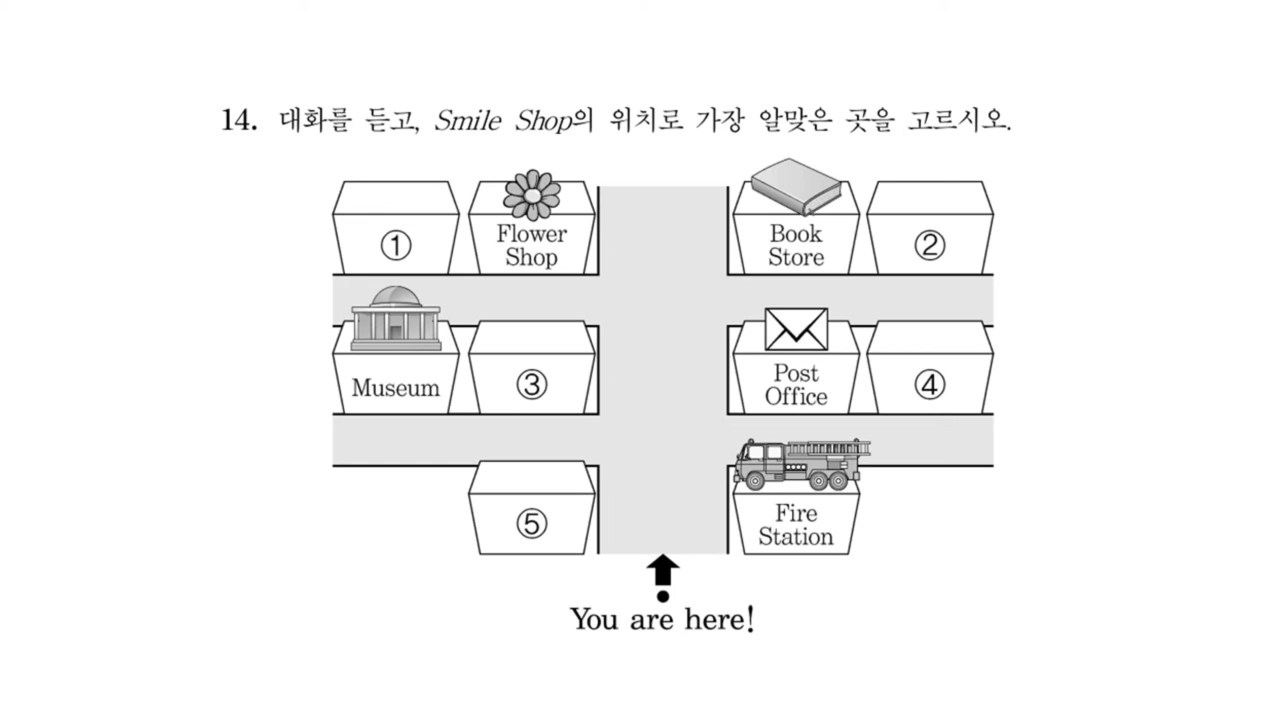 14. 대화를 듣고, Smile Shop의 위치로 가장 알맞은 곳을 고르시오.
①
Flower
Shop
Book
Store
②
Museum
③
Post
Office
④
⑤
Fire
Station
You are here!